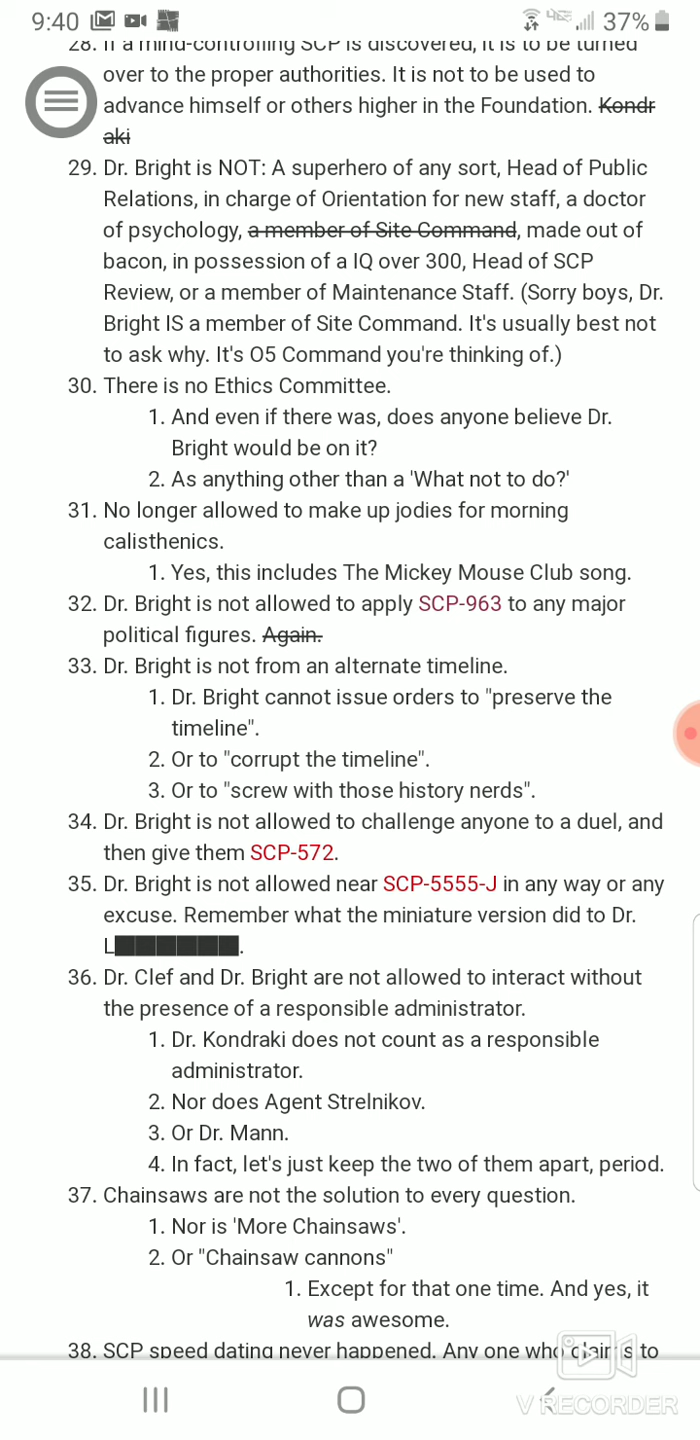 9:40
4GE 37%
28. If a mind-controlling SCP is discovered, it is to be turned
over to the proper authorities. It is not to be used to
advance himself or others higher in the Foundation. Kondr
aki
29. Dr. Bright is NOT: A superhero of any sort, Head of Public
Relations, in charge of Orientation for new staff, a doctor
of psychology, a member of Site Command, made out of
bacon, in possession of a IQ over 300, Head of SCP
Review, or a member of Maintenance Staff. (Sorry boys, Dr.
Bright IS a member of Site Command. It's usually best not
to ask why. It's O5 Command you're thinking of.)
30. There is no Ethics Committee.
1. And even if there was, does anyone believe Dr.
Bright would be on it?
2. As anything other than a 'What not to do?'
31. No longer allowed to make up jodies for morning
calisthenics.
1. Yes, this includes The Mickey Mouse Club song.
32. Dr. Bright is not allowed to apply SCP-963 to any major
political figures. Again.
33. Dr. Bright is not from an alternate timeline.
1. Dr. Bright cannot issue orders to "preserve the
timeline".
2. Or to "corrupt the timeline".
3. Or to "screw with those history nerds".
34. Dr. Bright is not allowed to challenge anyone to a duel, and
then give them SCP-572.
35. Dr. Bright is not allowed near SCP-5555-J in any way or any
excuse. Remember what the miniature version did to Dr.
L██████.
36. Dr. Clef and Dr. Bright are not allowed to interact without
the presence of a responsible administrator.
1. Dr. Kondraki does not count as a responsible
administrator.
2. Nor does Agent Strelnikov.
3. Or Dr. Mann.
4. In fact, let's just keep the two of them apart, period.
37. Chainsaws are not the solution to every question.
1. Nor is 'More Chainsaws'.
2. Or "Chainsaw cannons"
1. Except for that one time. And yes, it
was awesome.
38. SCP speed dating never happened. Any one who claims to
V RECORDER